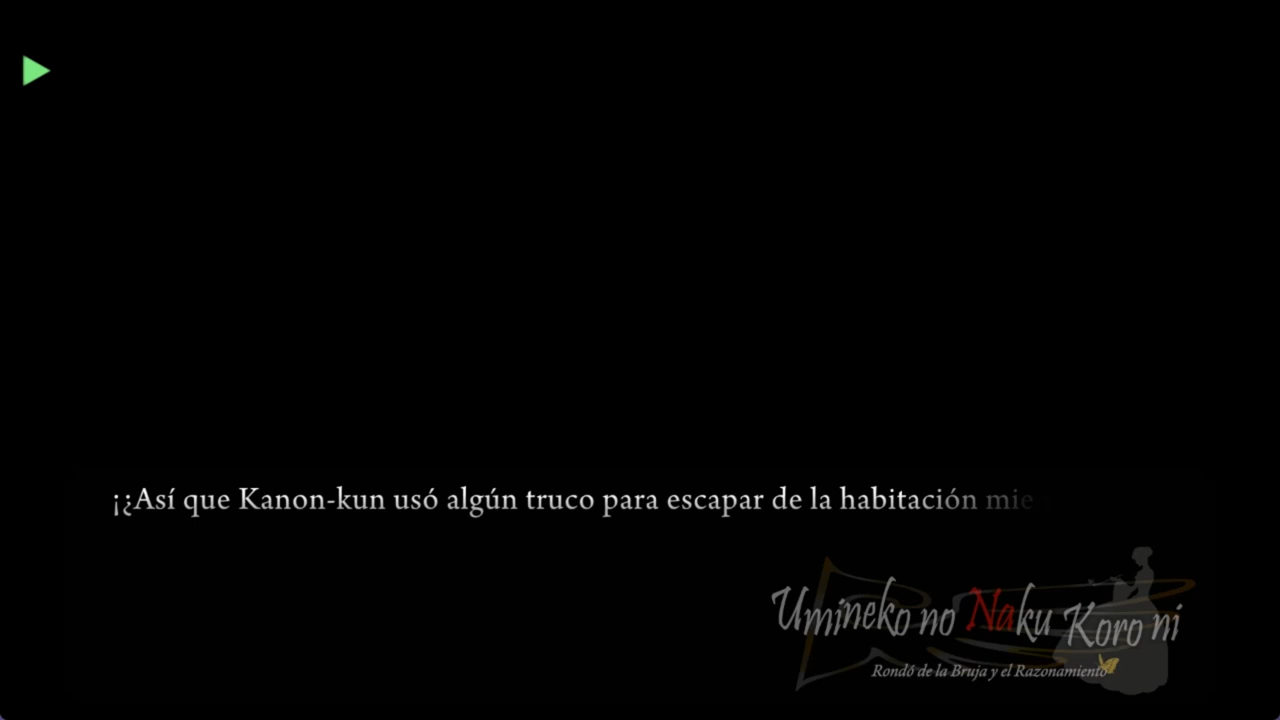 ¡¿Así que Kanon-kun usó algún truco para escapar de la habitación mie
Umineko no Naku Koro ni
Rondó de la Bruja y el Razonamiento